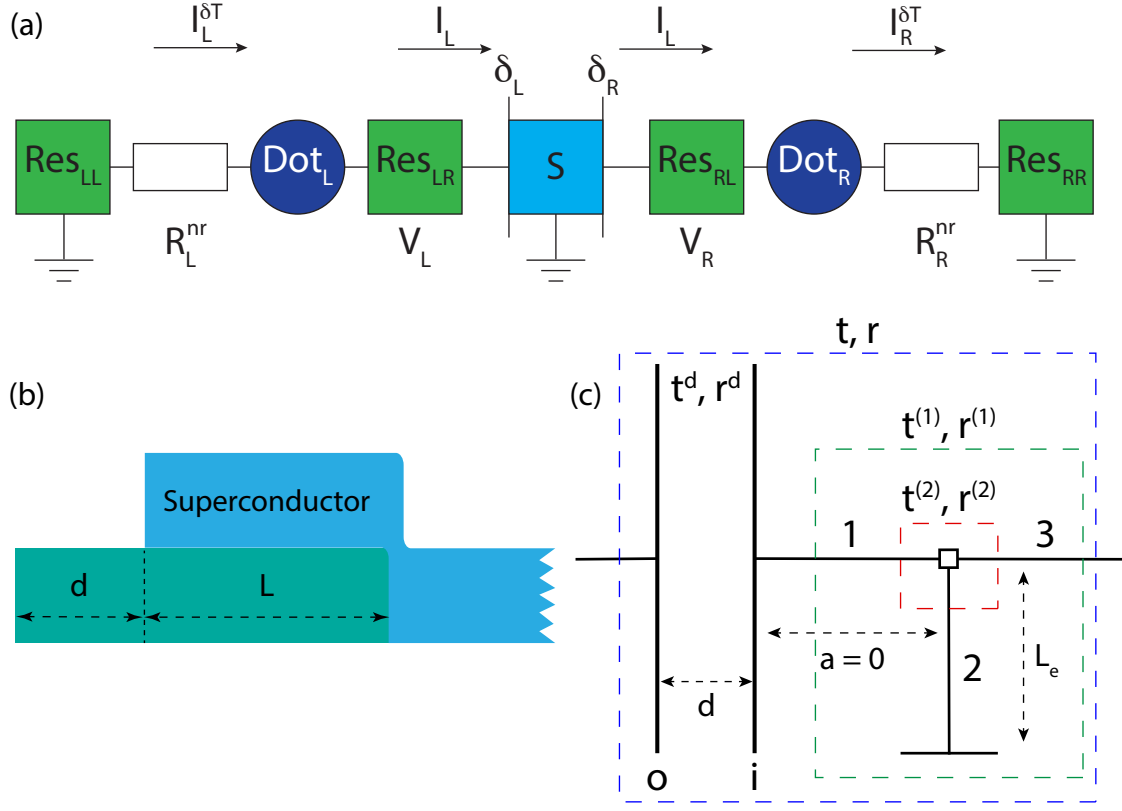 (a)
I_L^δT
I_L
I_L
I_R^δT
δ_L
δ_R
Res_LL
Dot_L
Res_LR
S
Res_RL
Dot_R
Res_RR
R_L^nr
V_L
V_R
R_R^nr
(b)
Superconductor
d
L
(c)
t, r
t^d, r^d
t^(1), r^(1)
t^(2), r^(2)
1
3
a = 0
2
L_e
d
o
i